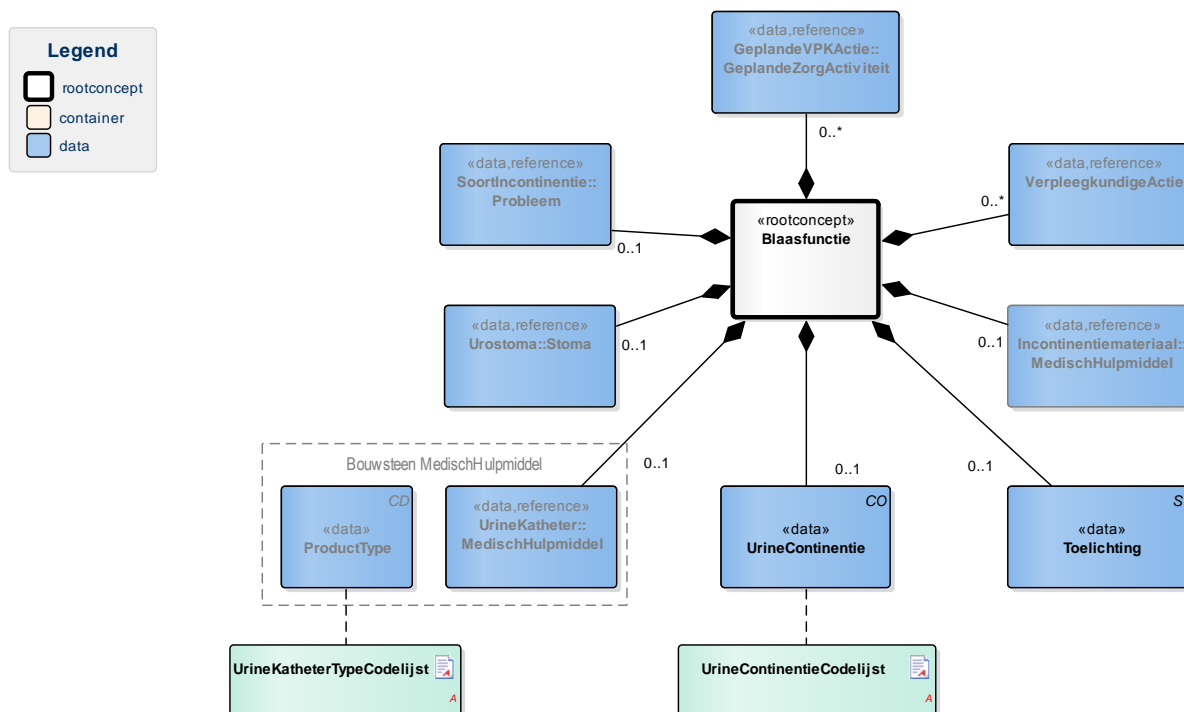 Legend
rootconcept
container
data
«data,reference»
GeplandeVPKActie::
GeplandeZorgActiviteit
0..*
«data,reference»
SoortIncontinentie::
Probleem
0..1
«rootconcept»
Blaasfunctie
«data,reference»
VerpleegkundigeActie
0..*
«data,reference»
Urostoma::Stoma
0..1
«data,reference»
Incontinentiemateriaal::
MedischHulpmiddel
0..1
Bouwsteen MedischHulpmiddel
CD
«data»
ProductType
«data,reference»
UrineKatheter::
MedischHulpmiddel
0..1
CO
«data»
UrineContinentie
0..1
S
«data»
Toelichting
0..1
UrineKatheterTypeCodelijst
A
UrineContinentieCodelijst
A